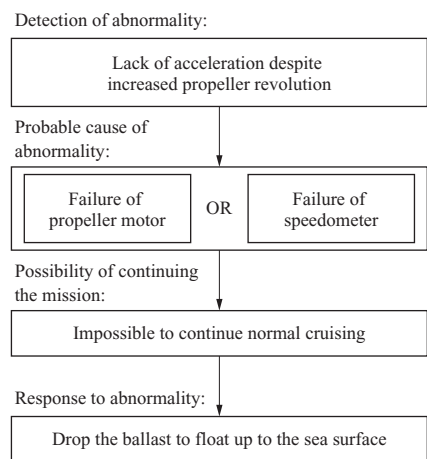 Detection of abnormality:
Lack of acceleration despite
increased propeller revolution
Probable cause of
abnormality:
Failure of
propeller motor
OR
Failure of
speedometer
Possibility of continuing
the mission:
Impossible to continue normal cruising
Response to abnormality:
Drop the ballast to float up to the sea surface